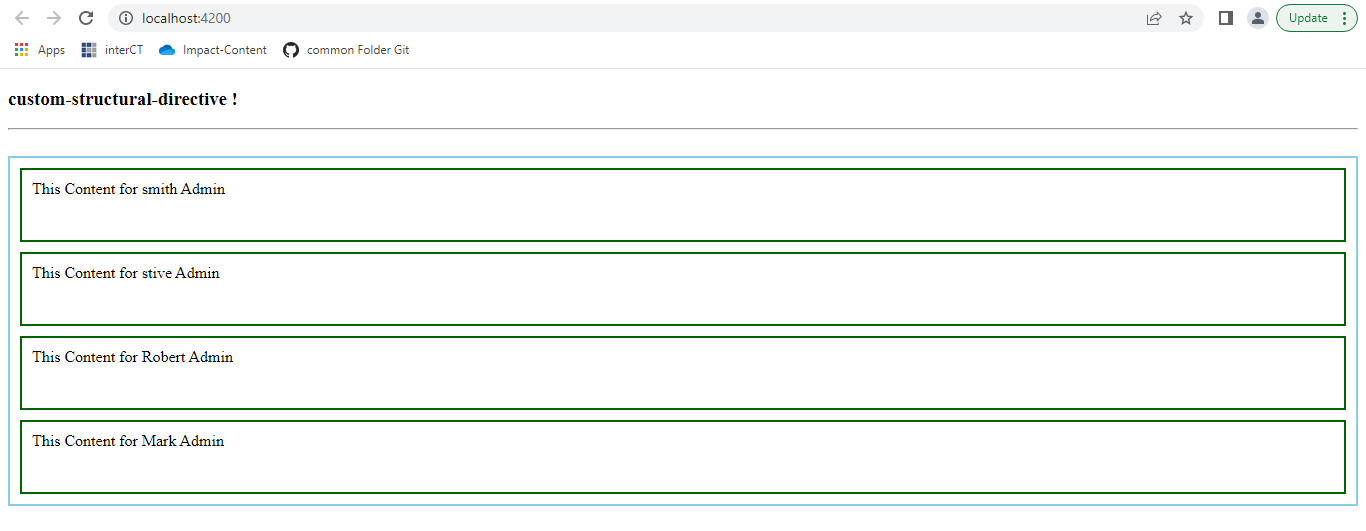 localhost:4200
Update
Apps interCT Impact-Content common Folder Git
custom-structural-directive !
This Content for smith Admin
This Content for stive Admin
This Content for Robert Admin
This Content for Mark Admin